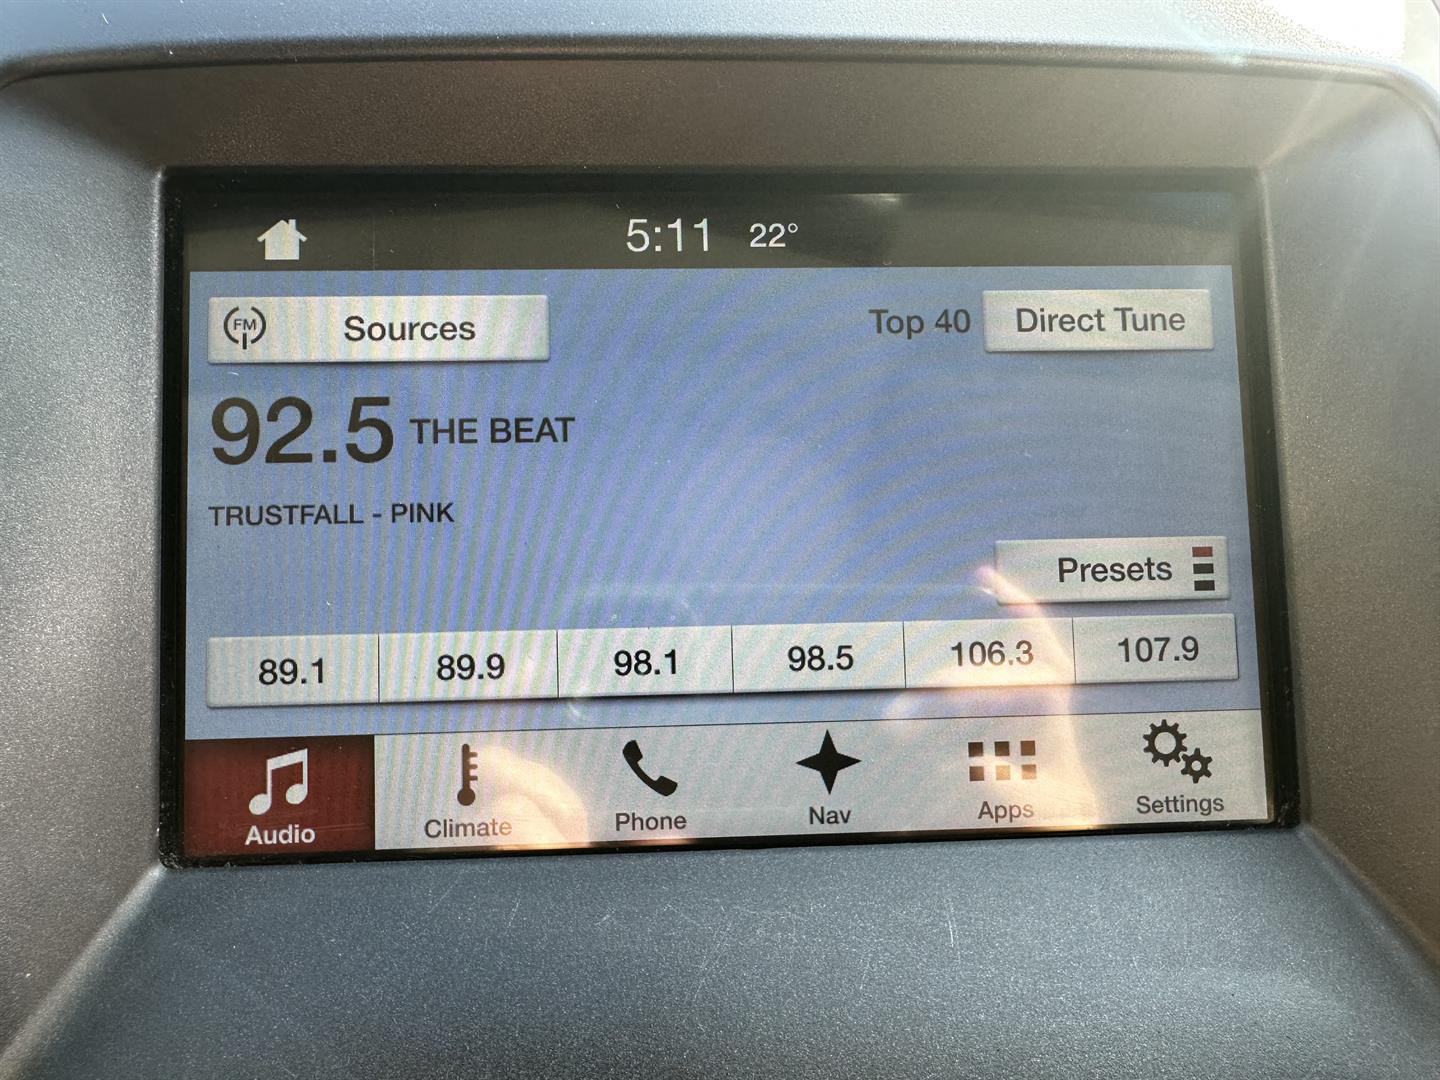 5:11 22°
FM Sources Top 40 Direct Tune
92.5 THE BEAT
TRUSTFALL - PINK
Presets
89.1 89.9 98.1 98.5 106.3 107.9
Audio Climate Phone Nav Apps Settings